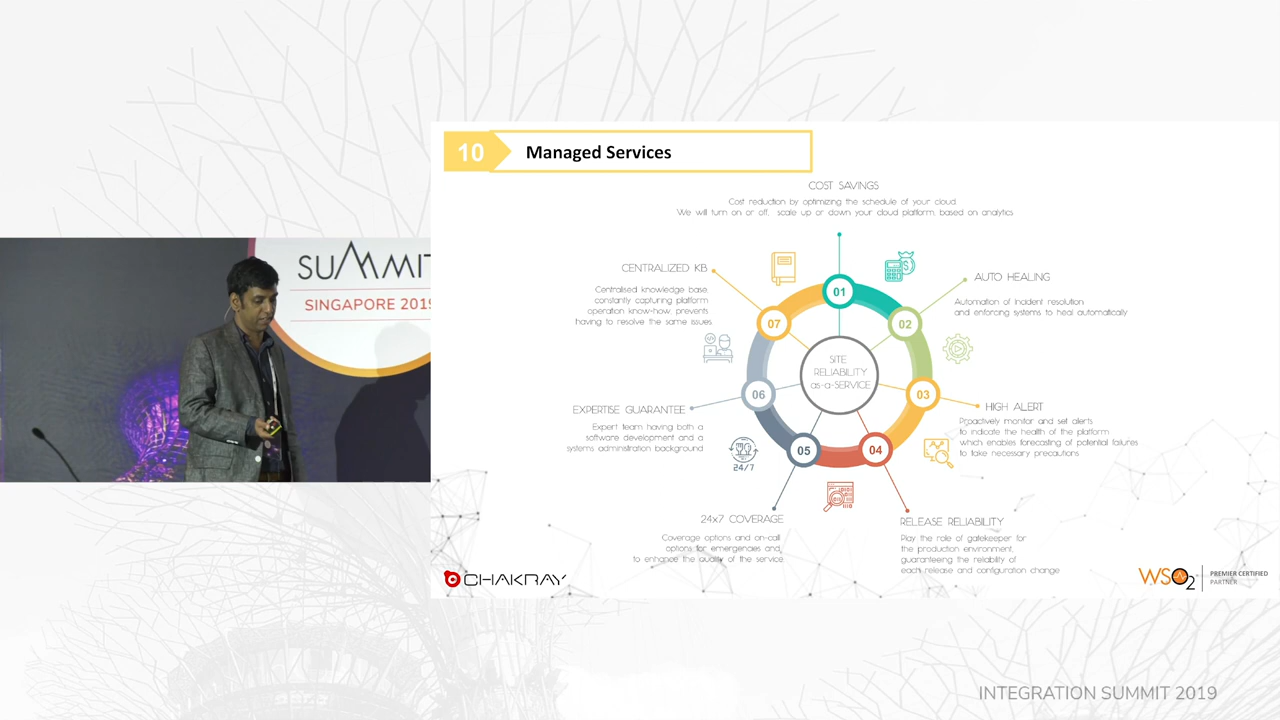 SUMMIT
SINGAPORE 2019
10
Managed Services
COST SAVINGS
Cost reduction by optimizing the schedule of your cloud.
We will turn on or off, scale up or down your cloud platform, based on analytics
01
AUTO HEALING
Automation of Incident resolution
and enforcing systems to heal automatically
02
HIGH ALERT
Proactively monitor and set alerts
to indicate the health of the platform
which enables forecasting of potential failures
to take necessary precautions
03
RELEASE RELIABILITY
Play the role of gatekeeper for
the production environment,
guaranteeing the reliability of
each release and configuration change
04
24x7 COVERAGE
Coverage options and on-call
options for emergencies and,
to enhance the quality of the service
05
24/7
EXPERTISE GUARANTEE
Expert team having both a
software development and a
systems administration background
06
CENTRALIZED KB
Centralised knowledge base,
constantly capturing platform
operation know-how, prevents
having to resolve the same issues
07
SITE
RELIABILITY
as-a-SERVICE
CHAKRAY
WSO2
PREMIER CERTIFIED
PARTNER
INTEGRATION SUMMIT 2019